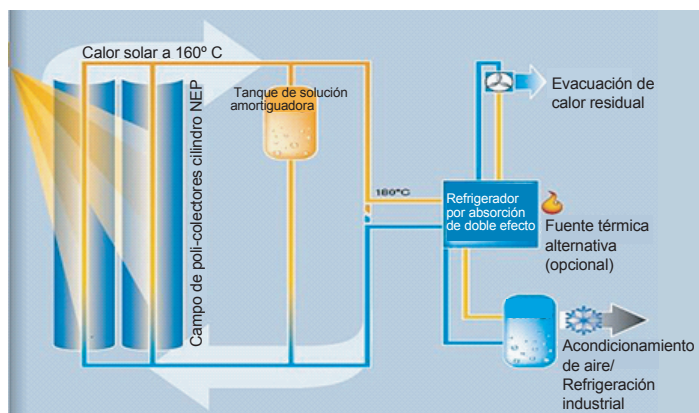 Calor solar a 160º C
Campo de poli-colectores cilindro NEP
Tanque de solución
amortiguadora
160°C
Evacuación de
calor residual
Refrigerador
por absorción
de doble efecto
Fuente térmica
alternativa
(opcional)
Acondicionamiento
de aire/
Refrigeración
industrial